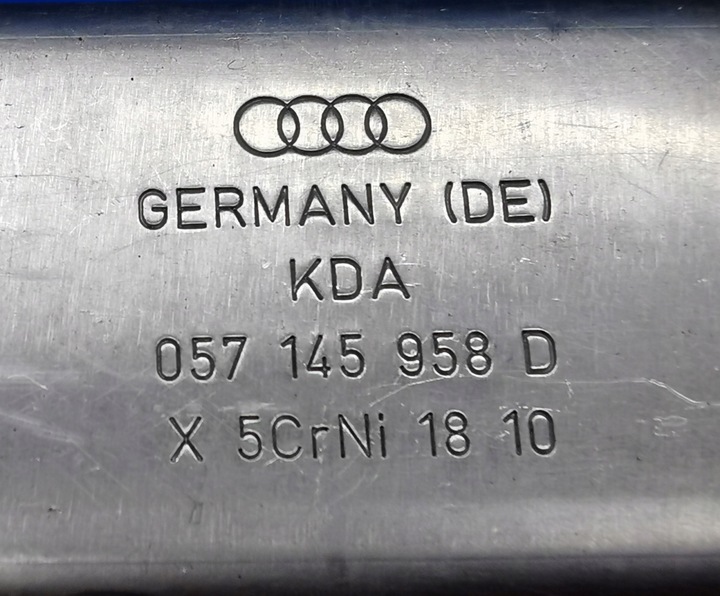 GERMANY (DE)
KDA
057 145 958 D
X 5CrNi 18 10